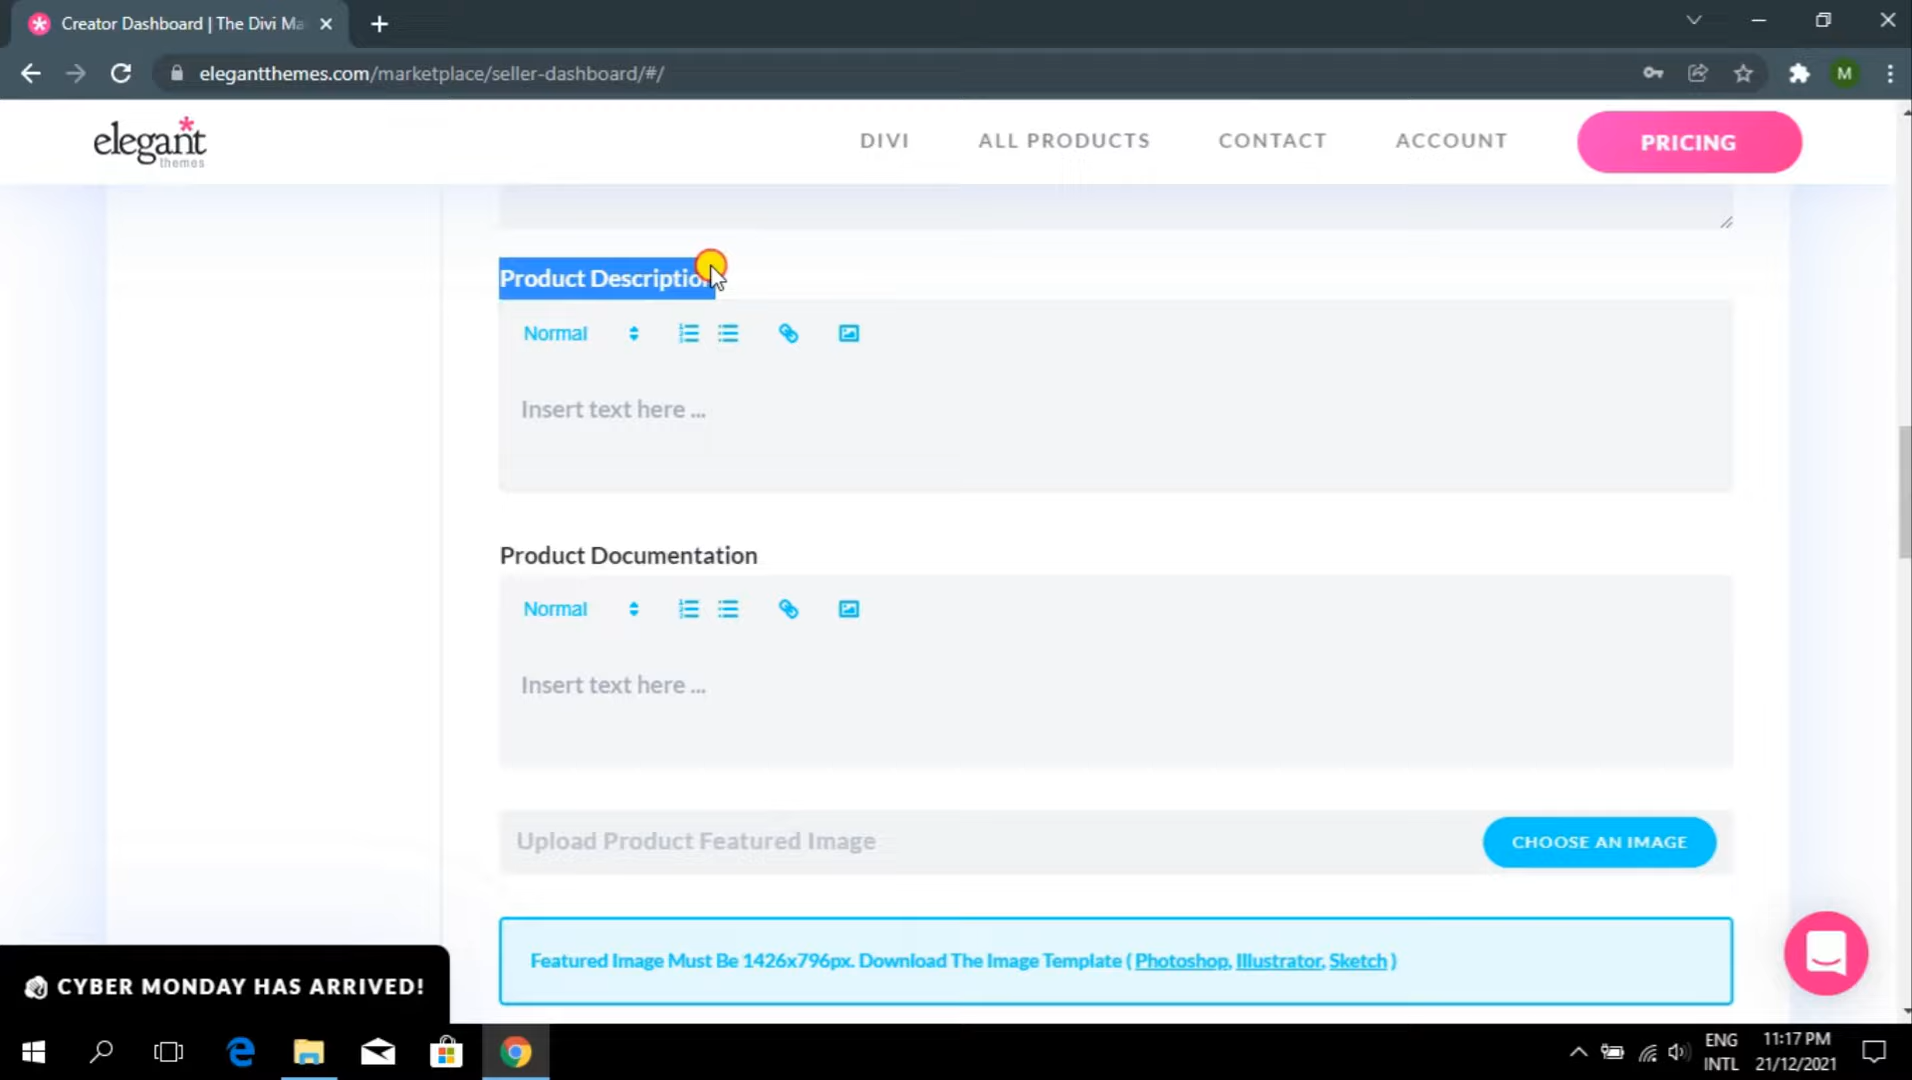 Creator Dashboard | The Divi Ma
elegantthemes.com/marketplace/seller-dashboard/#/
M
elegant
themes
DIVI
ALL PRODUCTS
CONTACT
ACCOUNT
PRICING
Product Description
Normal
Insert text here ...
Product Documentation
Normal
Insert text here ...
Upload Product Featured Image
CHOOSE AN IMAGE
Featured Image Must Be 1426x796px. Download The Image Template ( Photoshop, Illustrator, Sketch )
CYBER MONDAY HAS ARRIVED!
ENG
INTL
11:17 PM
21/12/2021